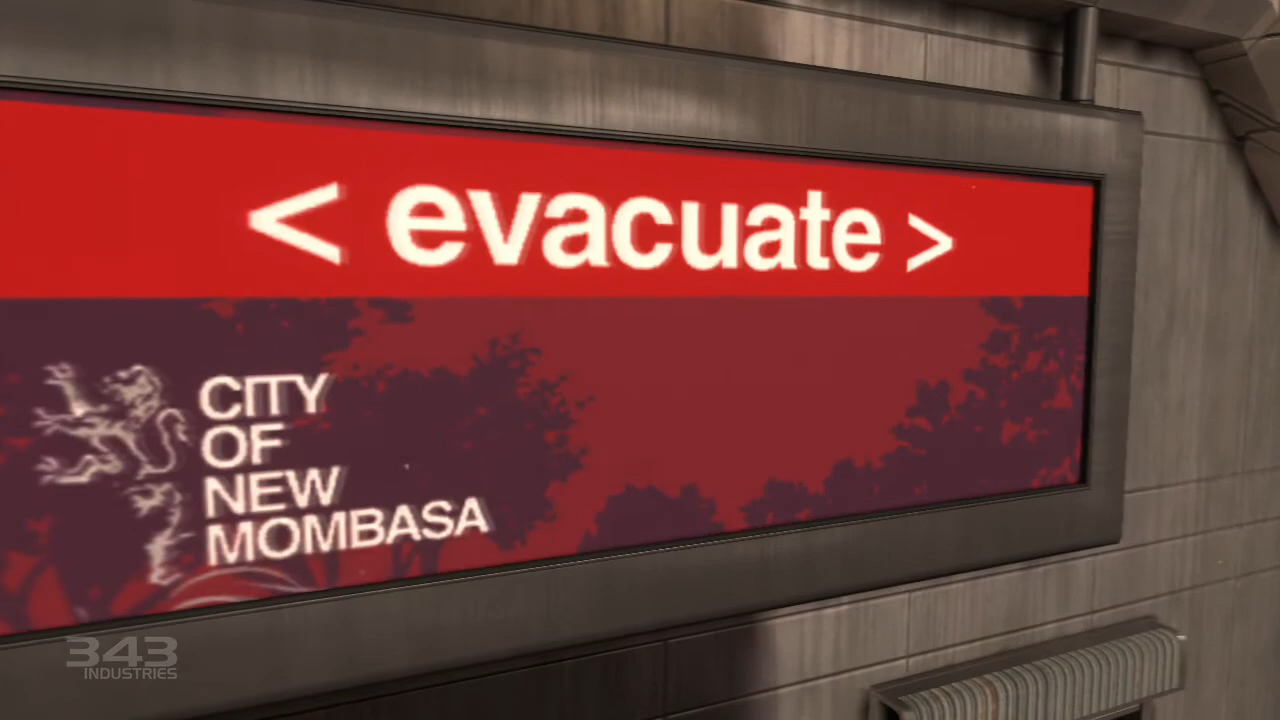 < evacuate >
CITY
OF
NEW
MOMBASA
343
INDUSTRIES